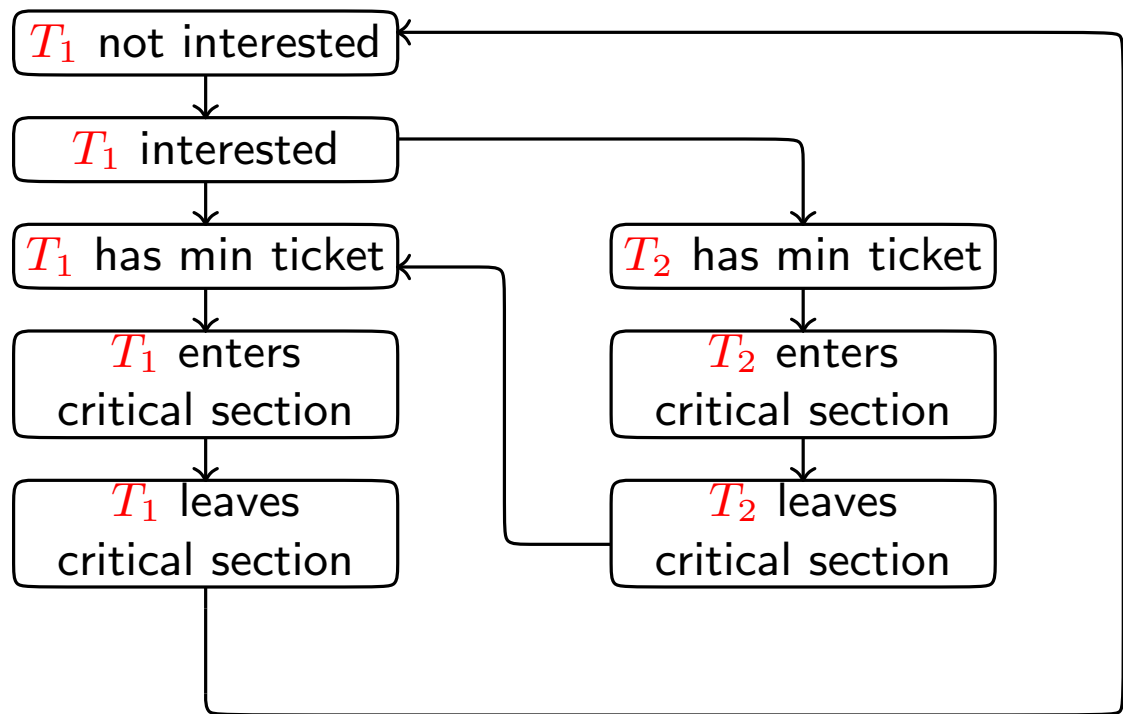 T₁ not interested
T₁ interested
T₁ has min ticket
T₂ has min ticket
T₁ enters
critical section
T₂ enters
critical section
T₁ leaves
critical section
T₂ leaves
critical section